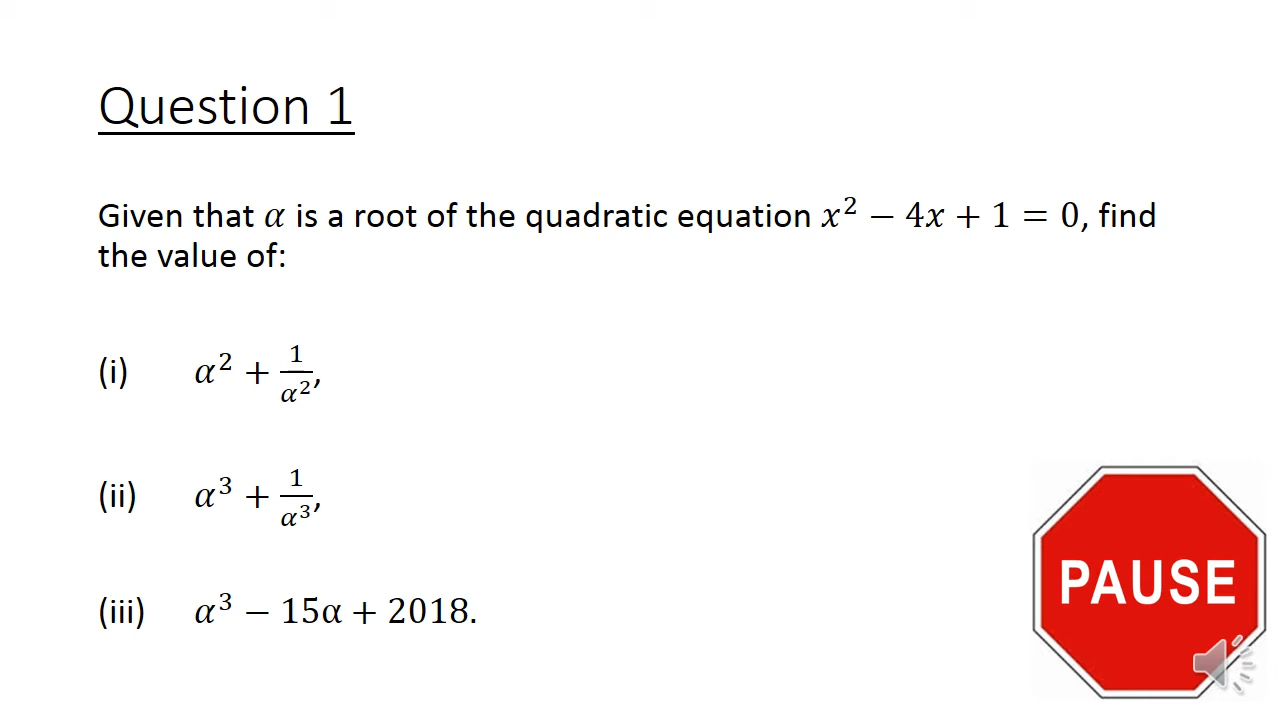 Question 1
Given that α is a root of the quadratic equation x² − 4x + 1 = 0, find
the value of:
(i) α² + 1/α²,
(ii) α³ + 1/α³,
(iii) α³ − 15α + 2018.
PAUSE